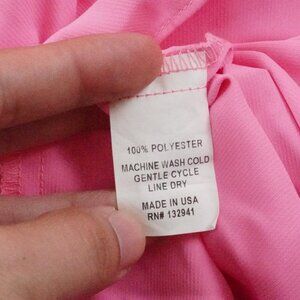 100% POLYESTER
MACHINE WASH COLD
GENTLE CYCLE
LINE DRY
MADE IN USA
RN# 132941